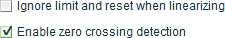 Ignore limit and reset when linearizing
Enable zero crossing detection